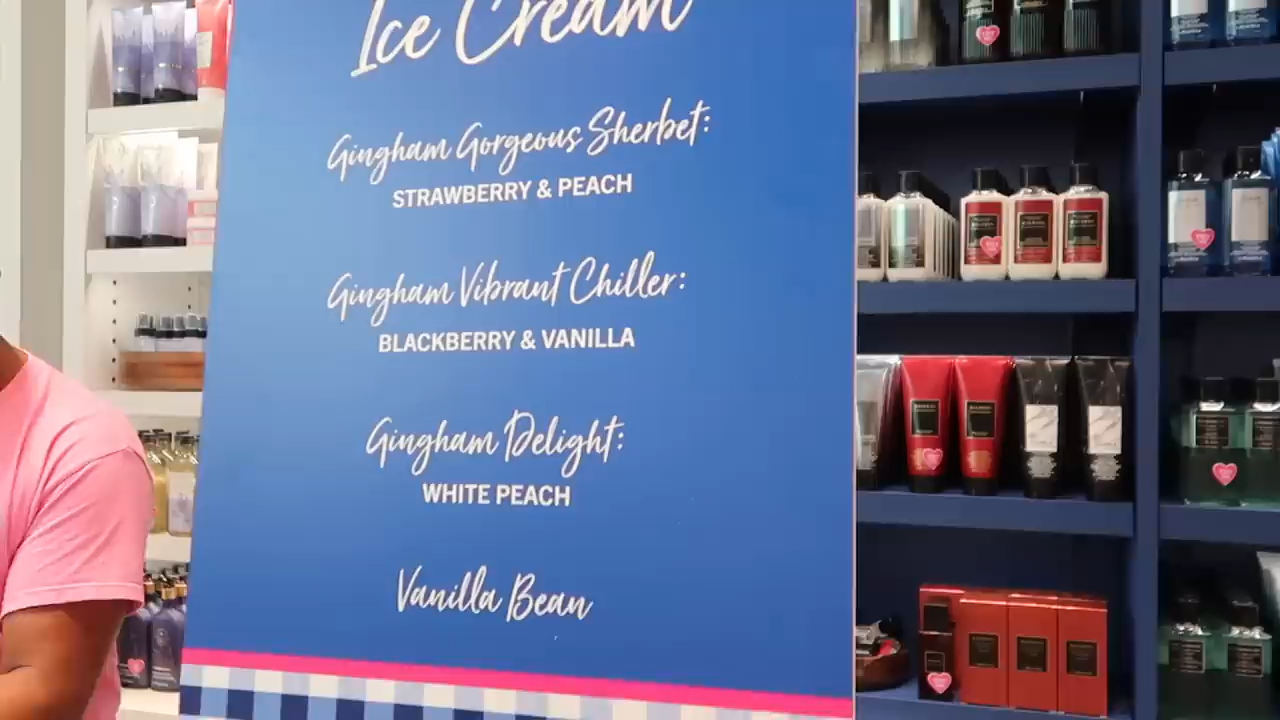 Ice Cream
Gingham Gorgeous Sherbet:
STRAWBERRY & PEACH
Gingham Vibrant Chiller:
BLACKBERRY & VANILLA
Gingham Delight:
WHITE PEACH
Vanilla Bean